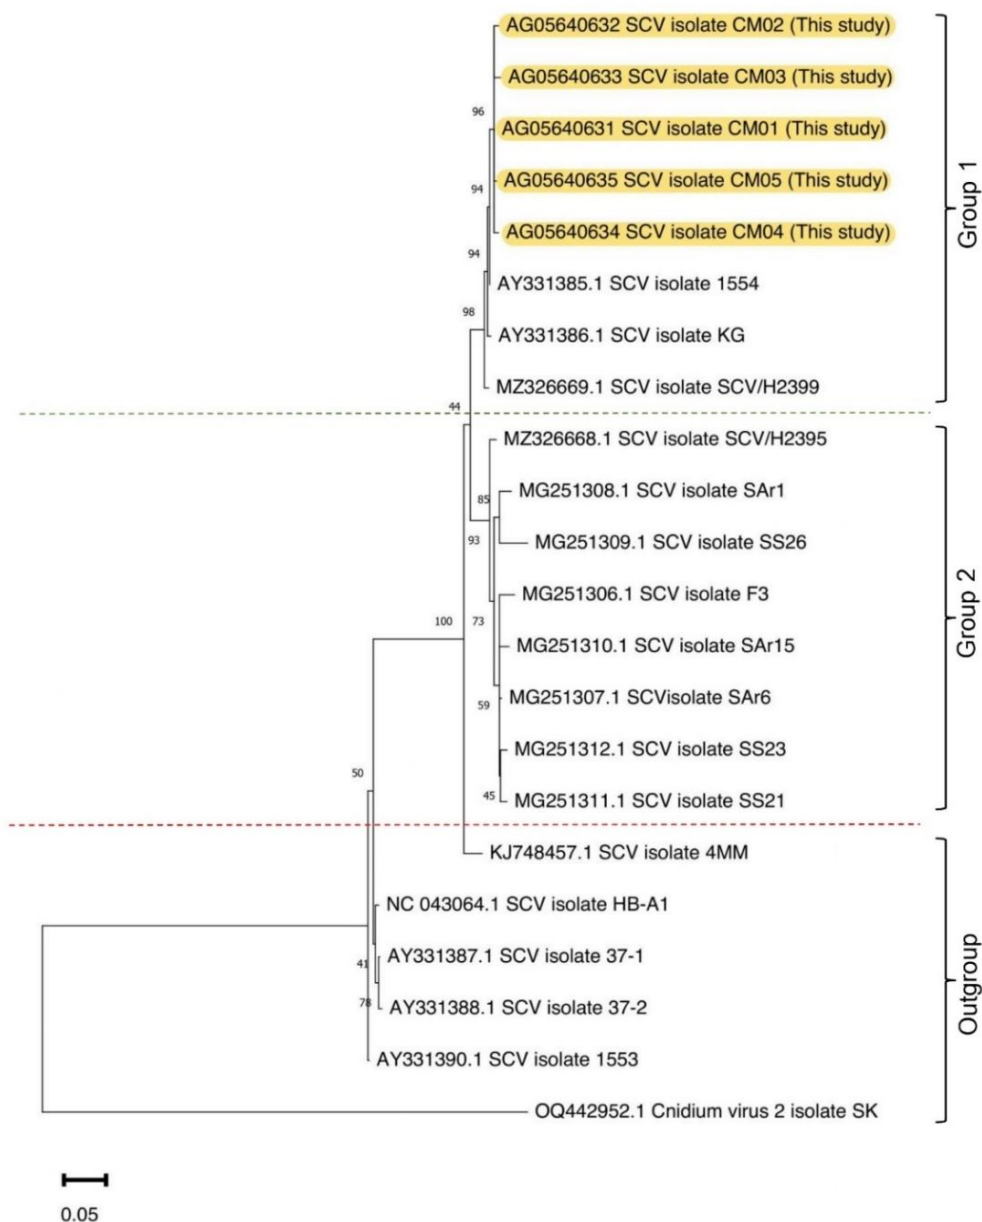 AG05640632 SCV isolate CM02 (This study)
AG05640633 SCV isolate CM03 (This study)
96
AG05640631 SCV isolate CM01 (This study)
94
AG05640635 SCV isolate CM05 (This study)
Group 1
AG05640634 SCV isolate CM04 (This study)
94
AY331385.1 SCV isolate 1554
98
AY331386.1 SCV isolate KG
MZ326669.1 SCV isolate SCV/H2399
44
MZ326668.1 SCV isolate SCV/H2395
85
MG251308.1 SCV isolate SAr1
93
MG251309.1 SCV isolate SS26
MG251306.1 SCV isolate F3
Group 2
100
73
MG251310.1 SCV isolate SAr15
MG251307.1 SCVisolate SAr6
59
MG251312.1 SCV isolate SS23
50
45
MG251311.1 SCV isolate SS21
KJ748457.1 SCV isolate 4MM
NC 043064.1 SCV isolate HB-A1
41
AY331387.1 SCV isolate 37-1
Outgroup
78
AY331388.1 SCV isolate 37-2
AY331390.1 SCV isolate 1553
OQ442952.1 Cnidium virus 2 isolate SK
0.05